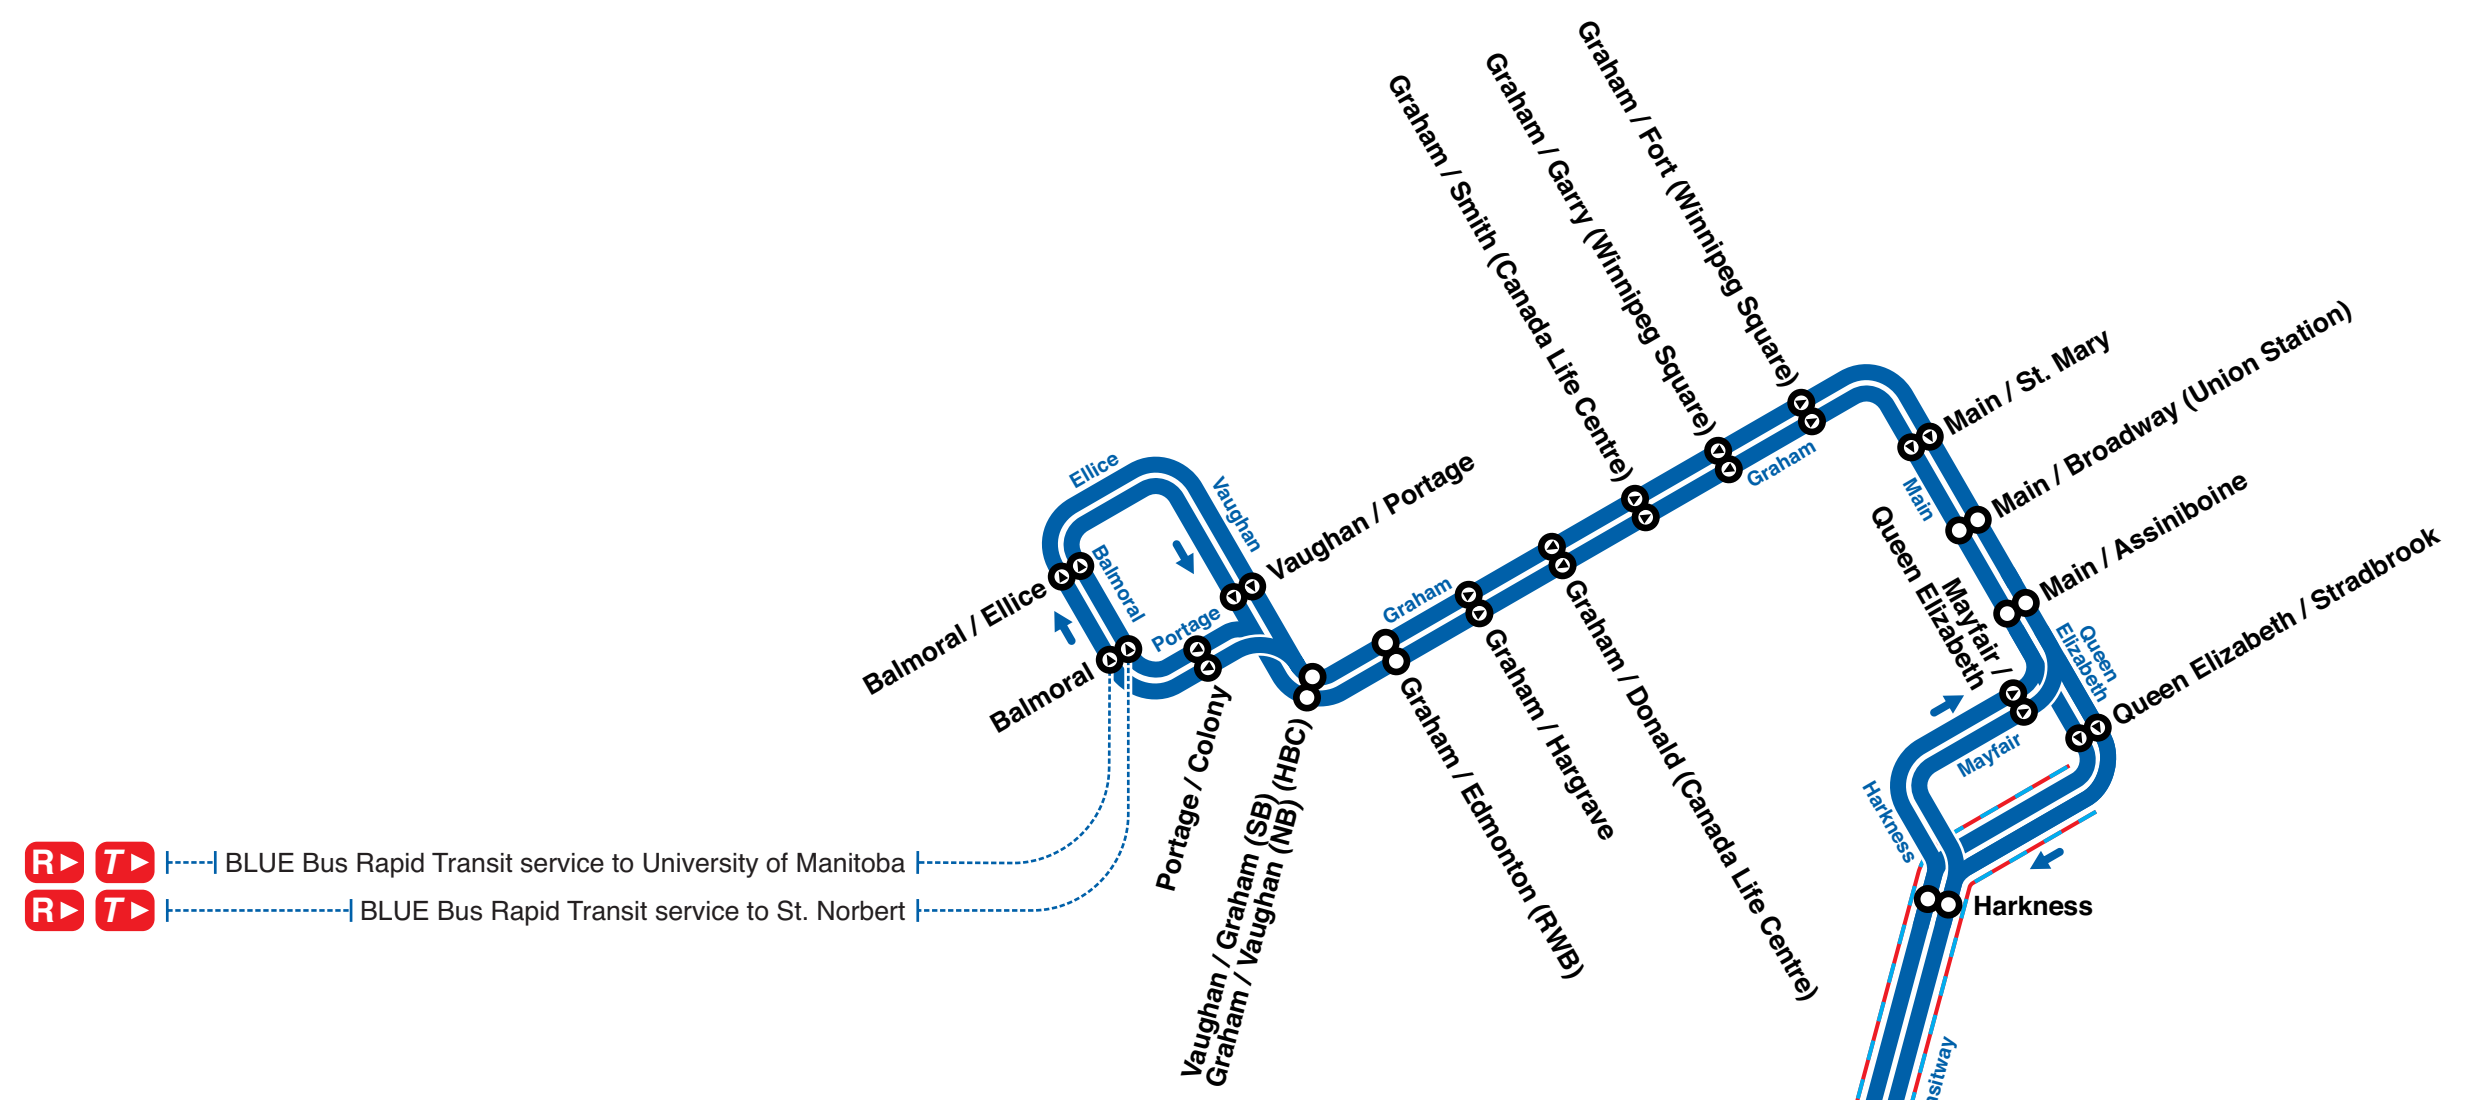 Graham / Fort (Winnipeg Square)
Graham / Garry (Winnipeg Square)
Graham / Smith (Canada Life Centre)
Main / St. Mary
Main / Broadway (Union Station)
Main / Assiniboine
Queen Elizabeth / Stradbrook
Mayfair /
Queen Elizabeth
Ellice
Vaughan
Balmoral
Portage
Graham
Graham
Main
Queen
Elizabeth
Mayfair
Harkness
Vaughan / Portage
Balmoral / Ellice
Balmoral
Portage / Colony
Vaughan / Graham (SB)
Graham / Vaughan (NB) (HBC)
Graham / Edmonton (RWB)
Graham / Hargrave
Graham / Donald (Canada Life Centre)
Harkness
R T BLUE Bus Rapid Transit service to University of Manitoba
R T BLUE Bus Rapid Transit service to St. Norbert